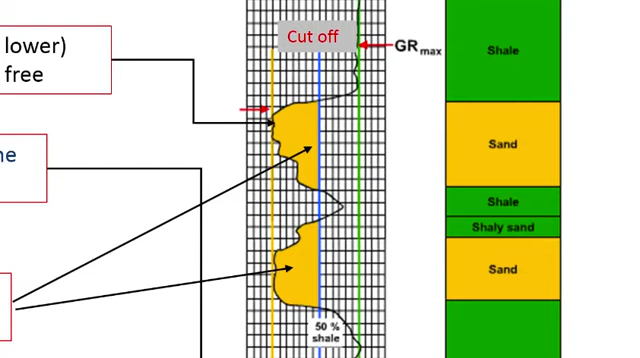 lower)
free
ne
Cut off
GR max
50 %
shale
Shale
Sand
Shale
Shaly sand
Sand